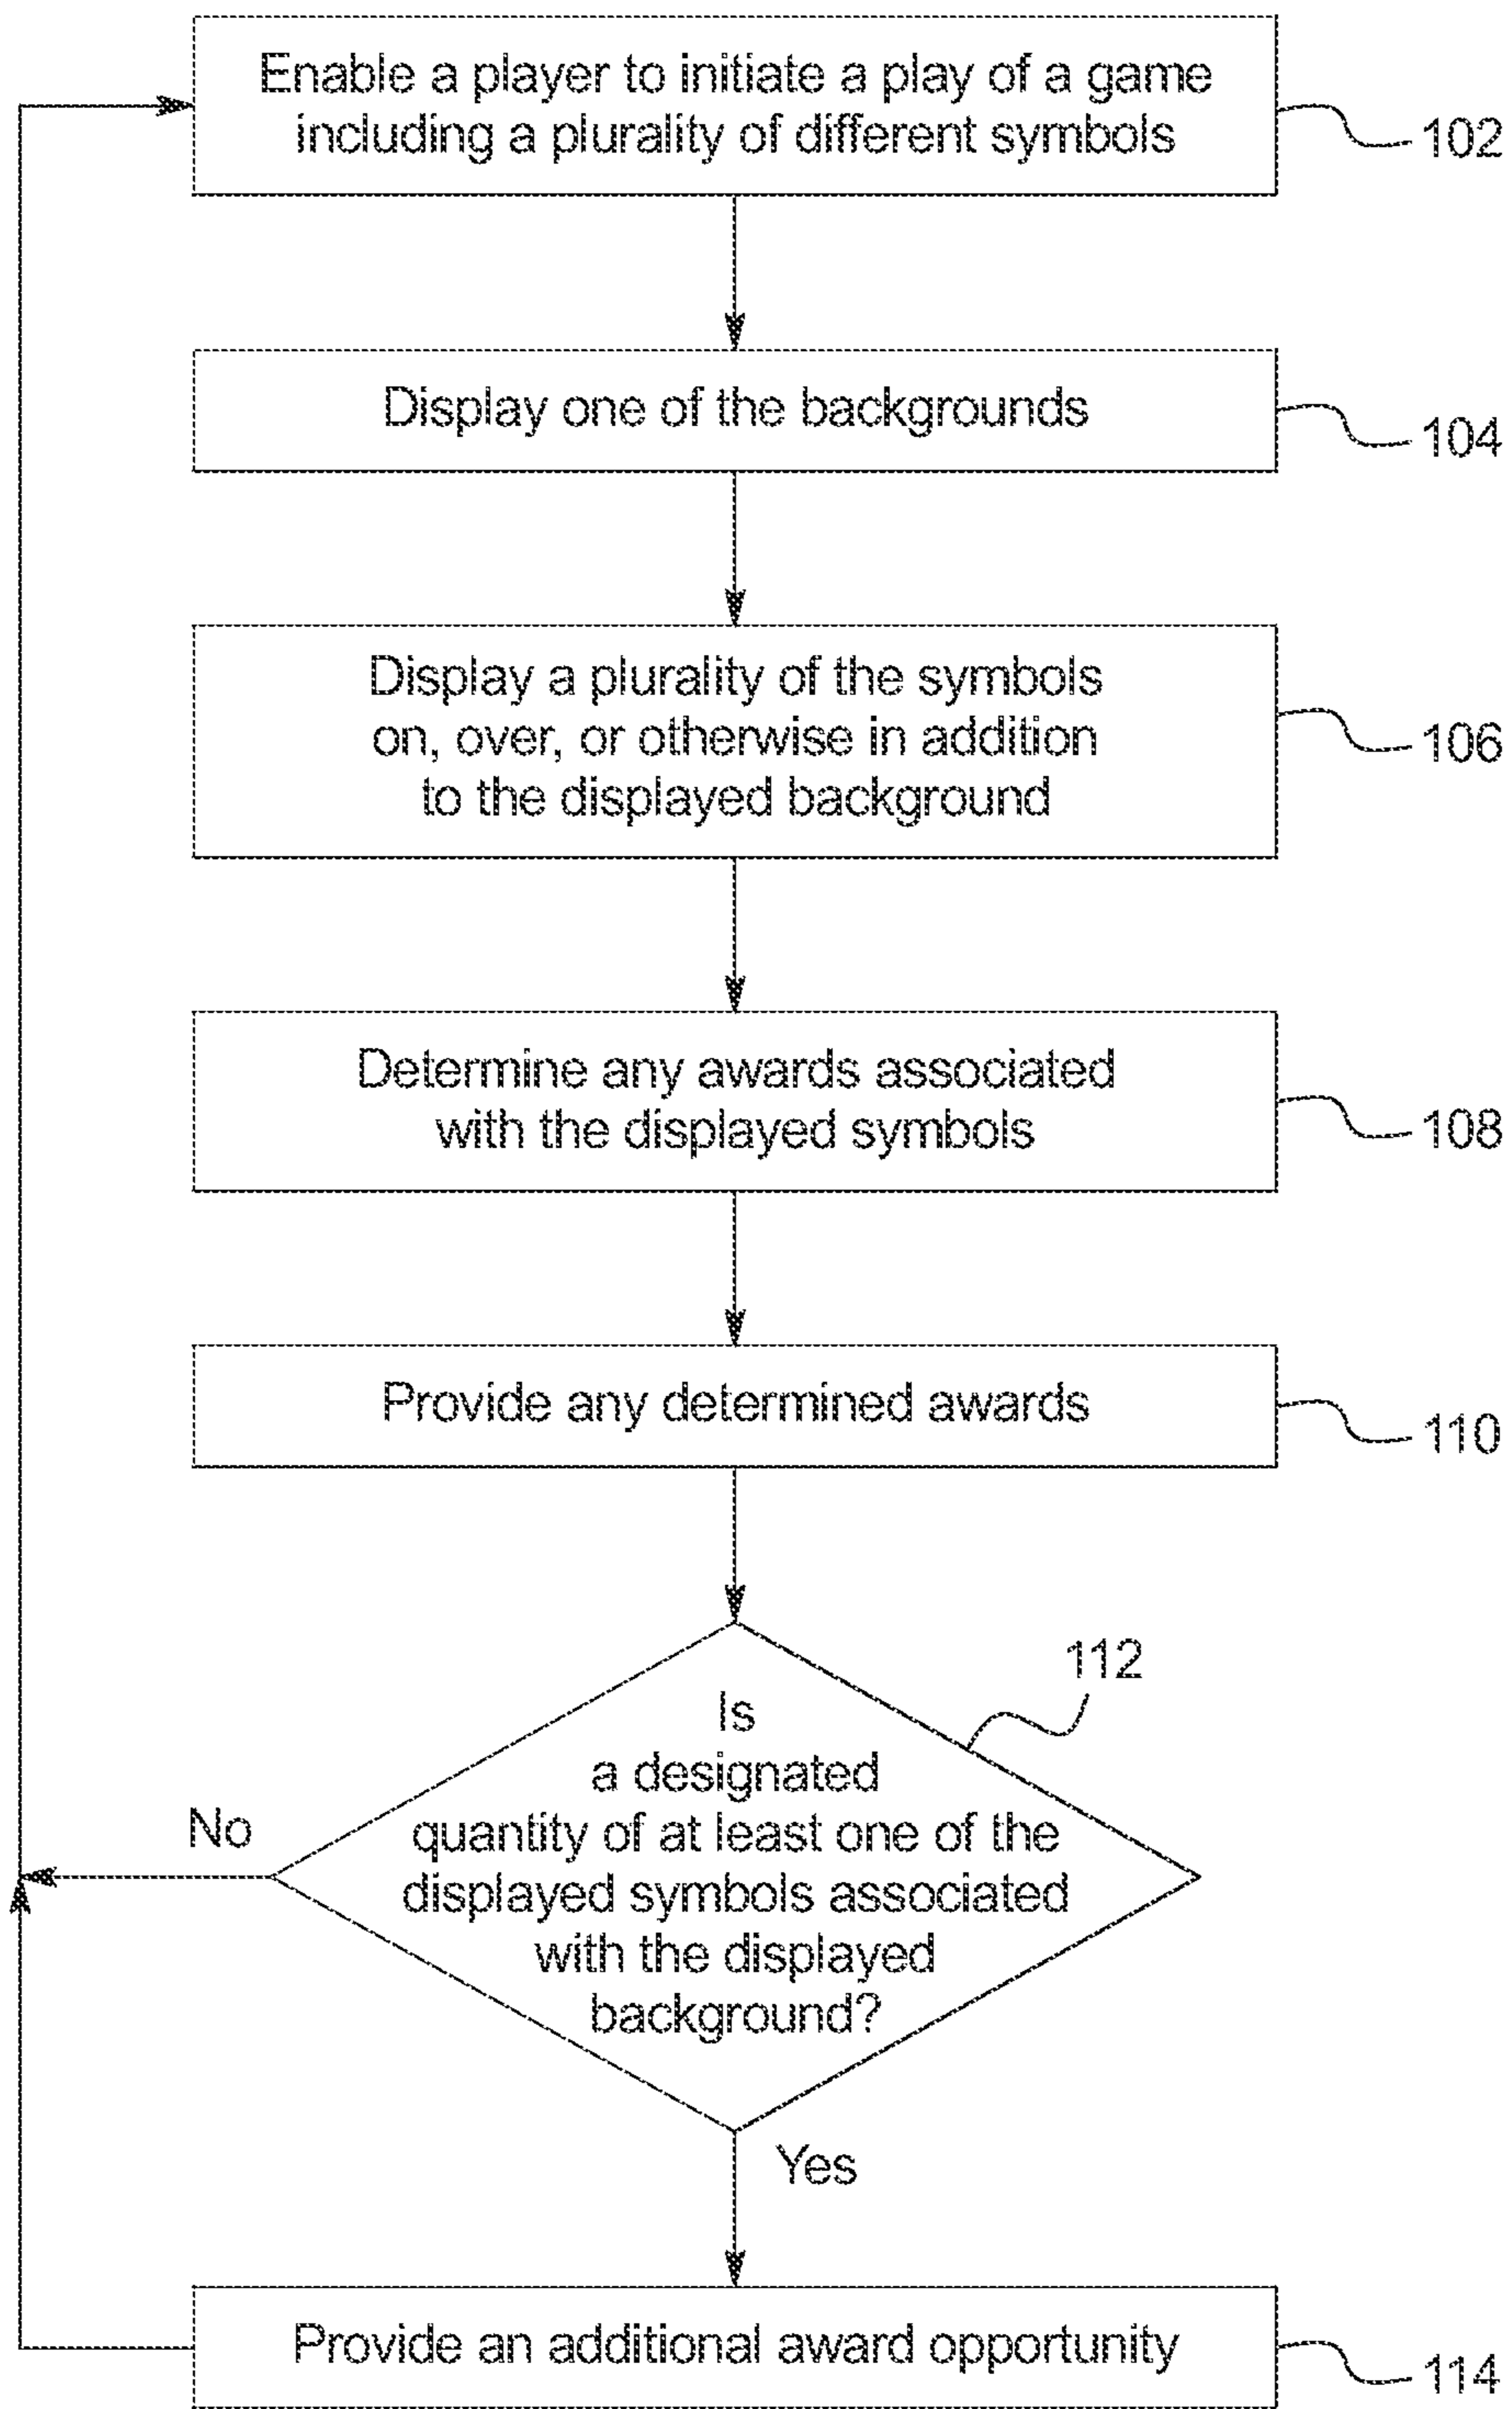 Enable a player to initiate a play of a game
including a plurality of different symbols
102
Display one of the backgrounds
104
Display a plurality of the symbols
on, over, or otherwise in addition
to the displayed background
106
Determine any awards associated
with the displayed symbols
108
Provide any determined awards
110
112
Is
a designated
quantity of at least one of the
displayed symbols associated
with the displayed
background?
No
Yes
Provide an additional award opportunity
114